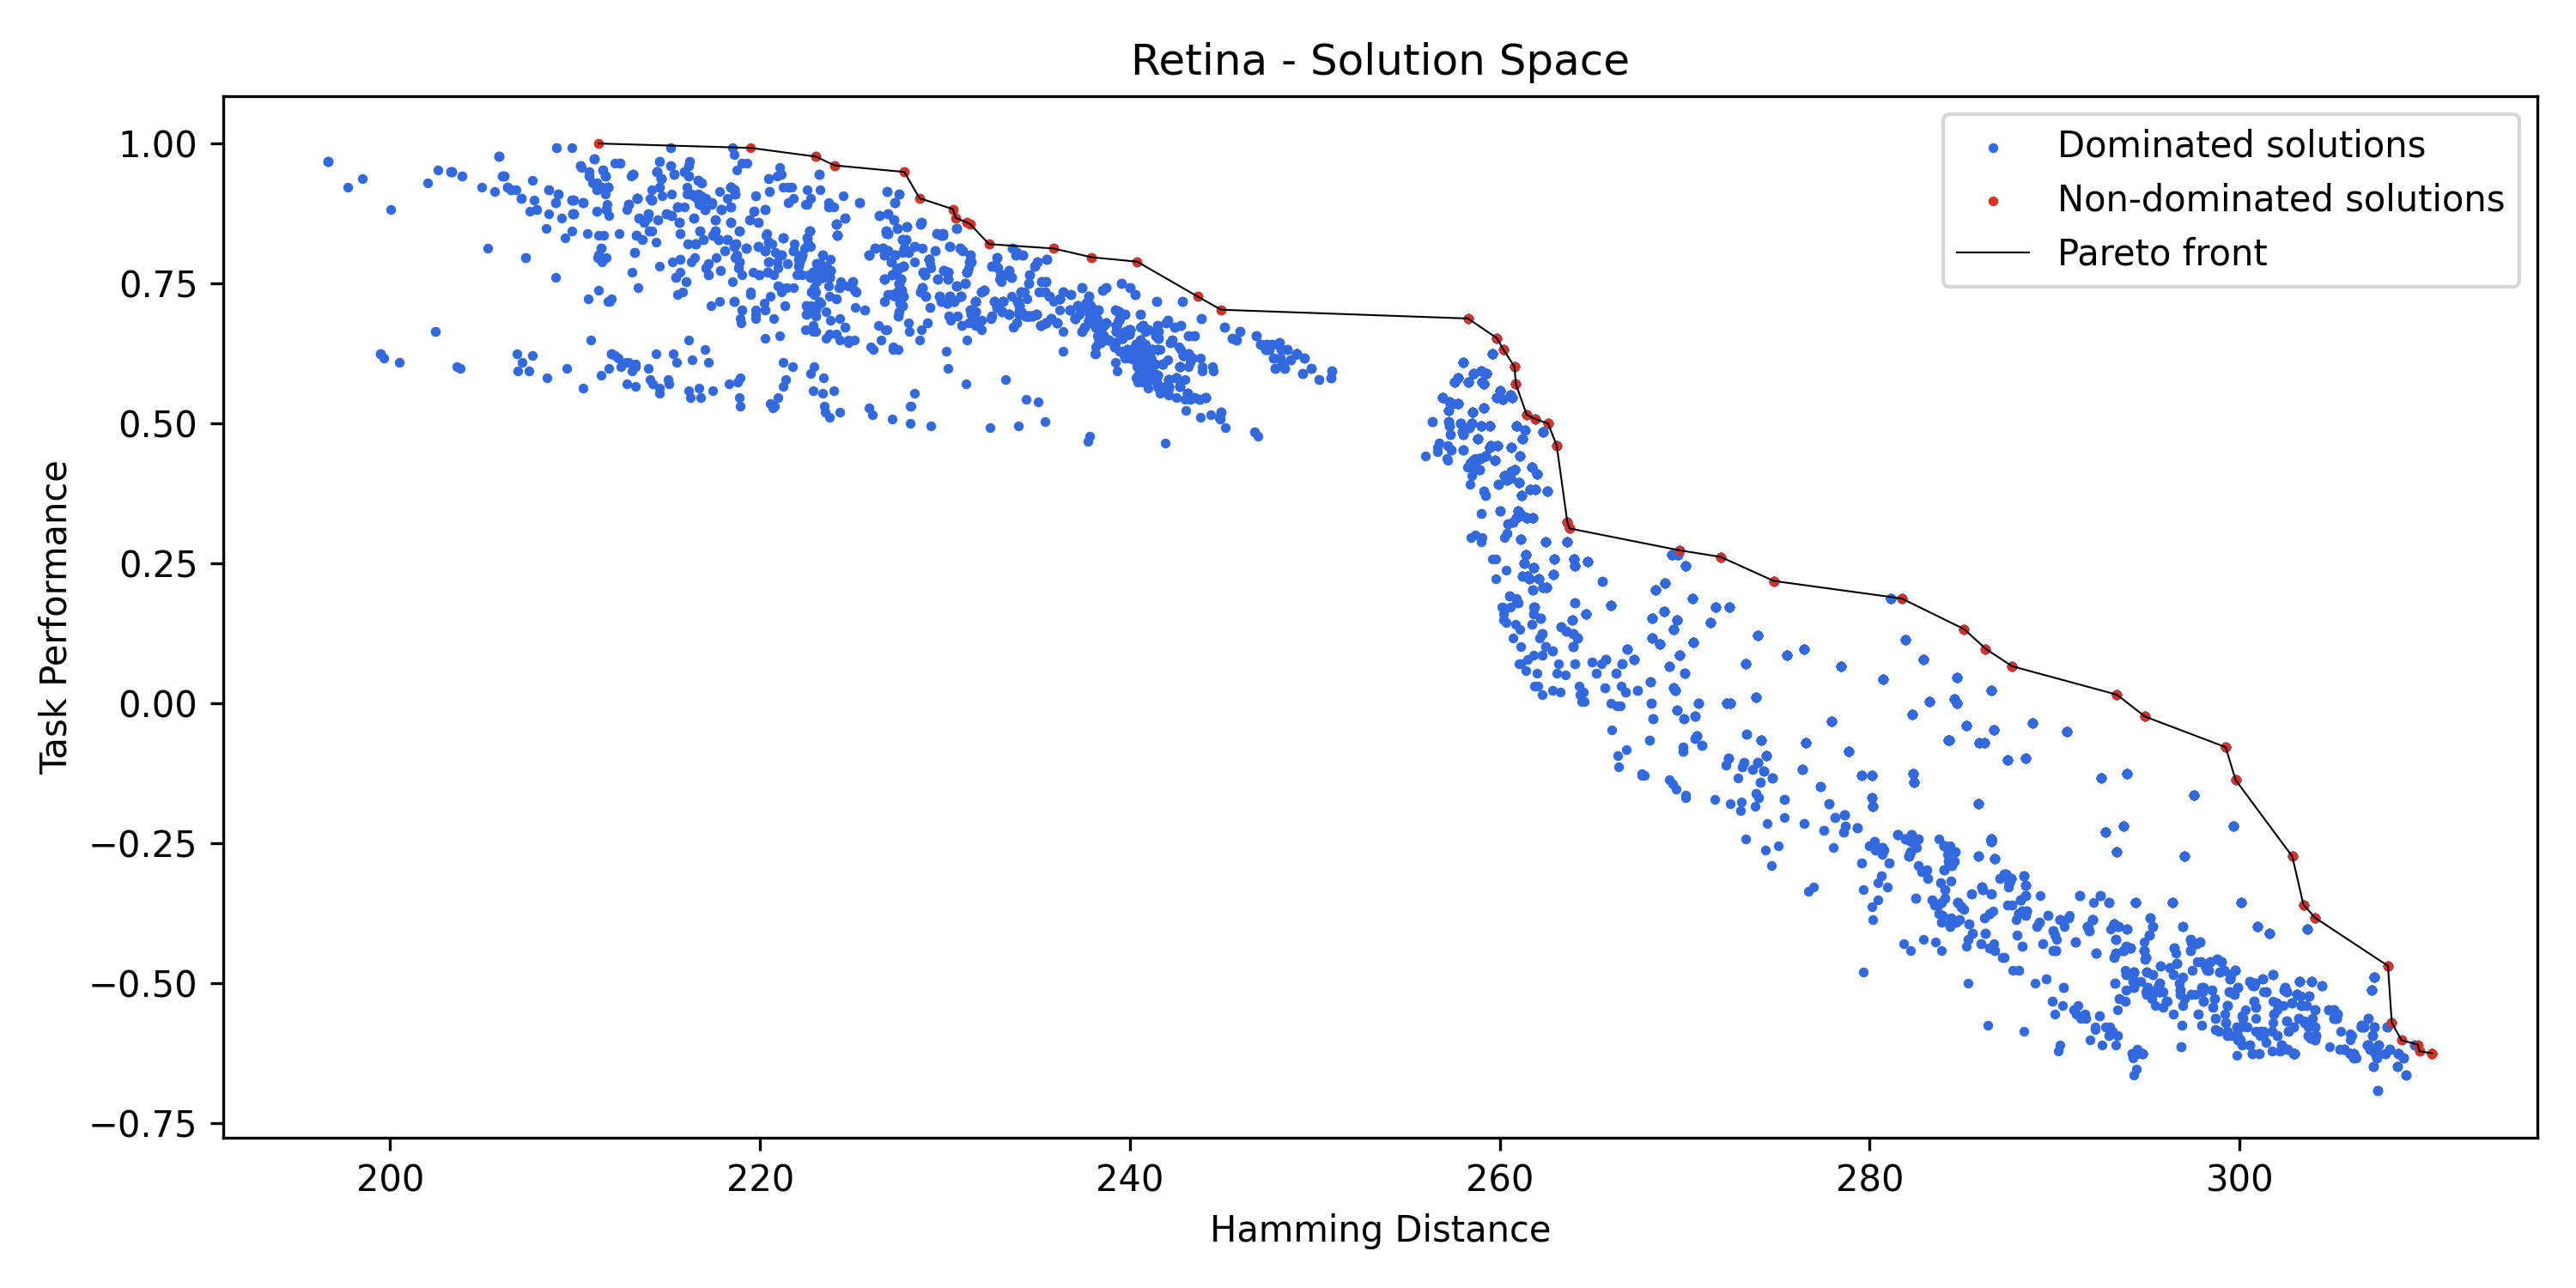 Retina - Solution Space
Dominated solutions
Non-dominated solutions
Pareto front
1.00
0.75
0.50
0.25
0.00
−0.25
−0.50
−0.75
Task Performance
200 220 240 260 280 300
Hamming Distance